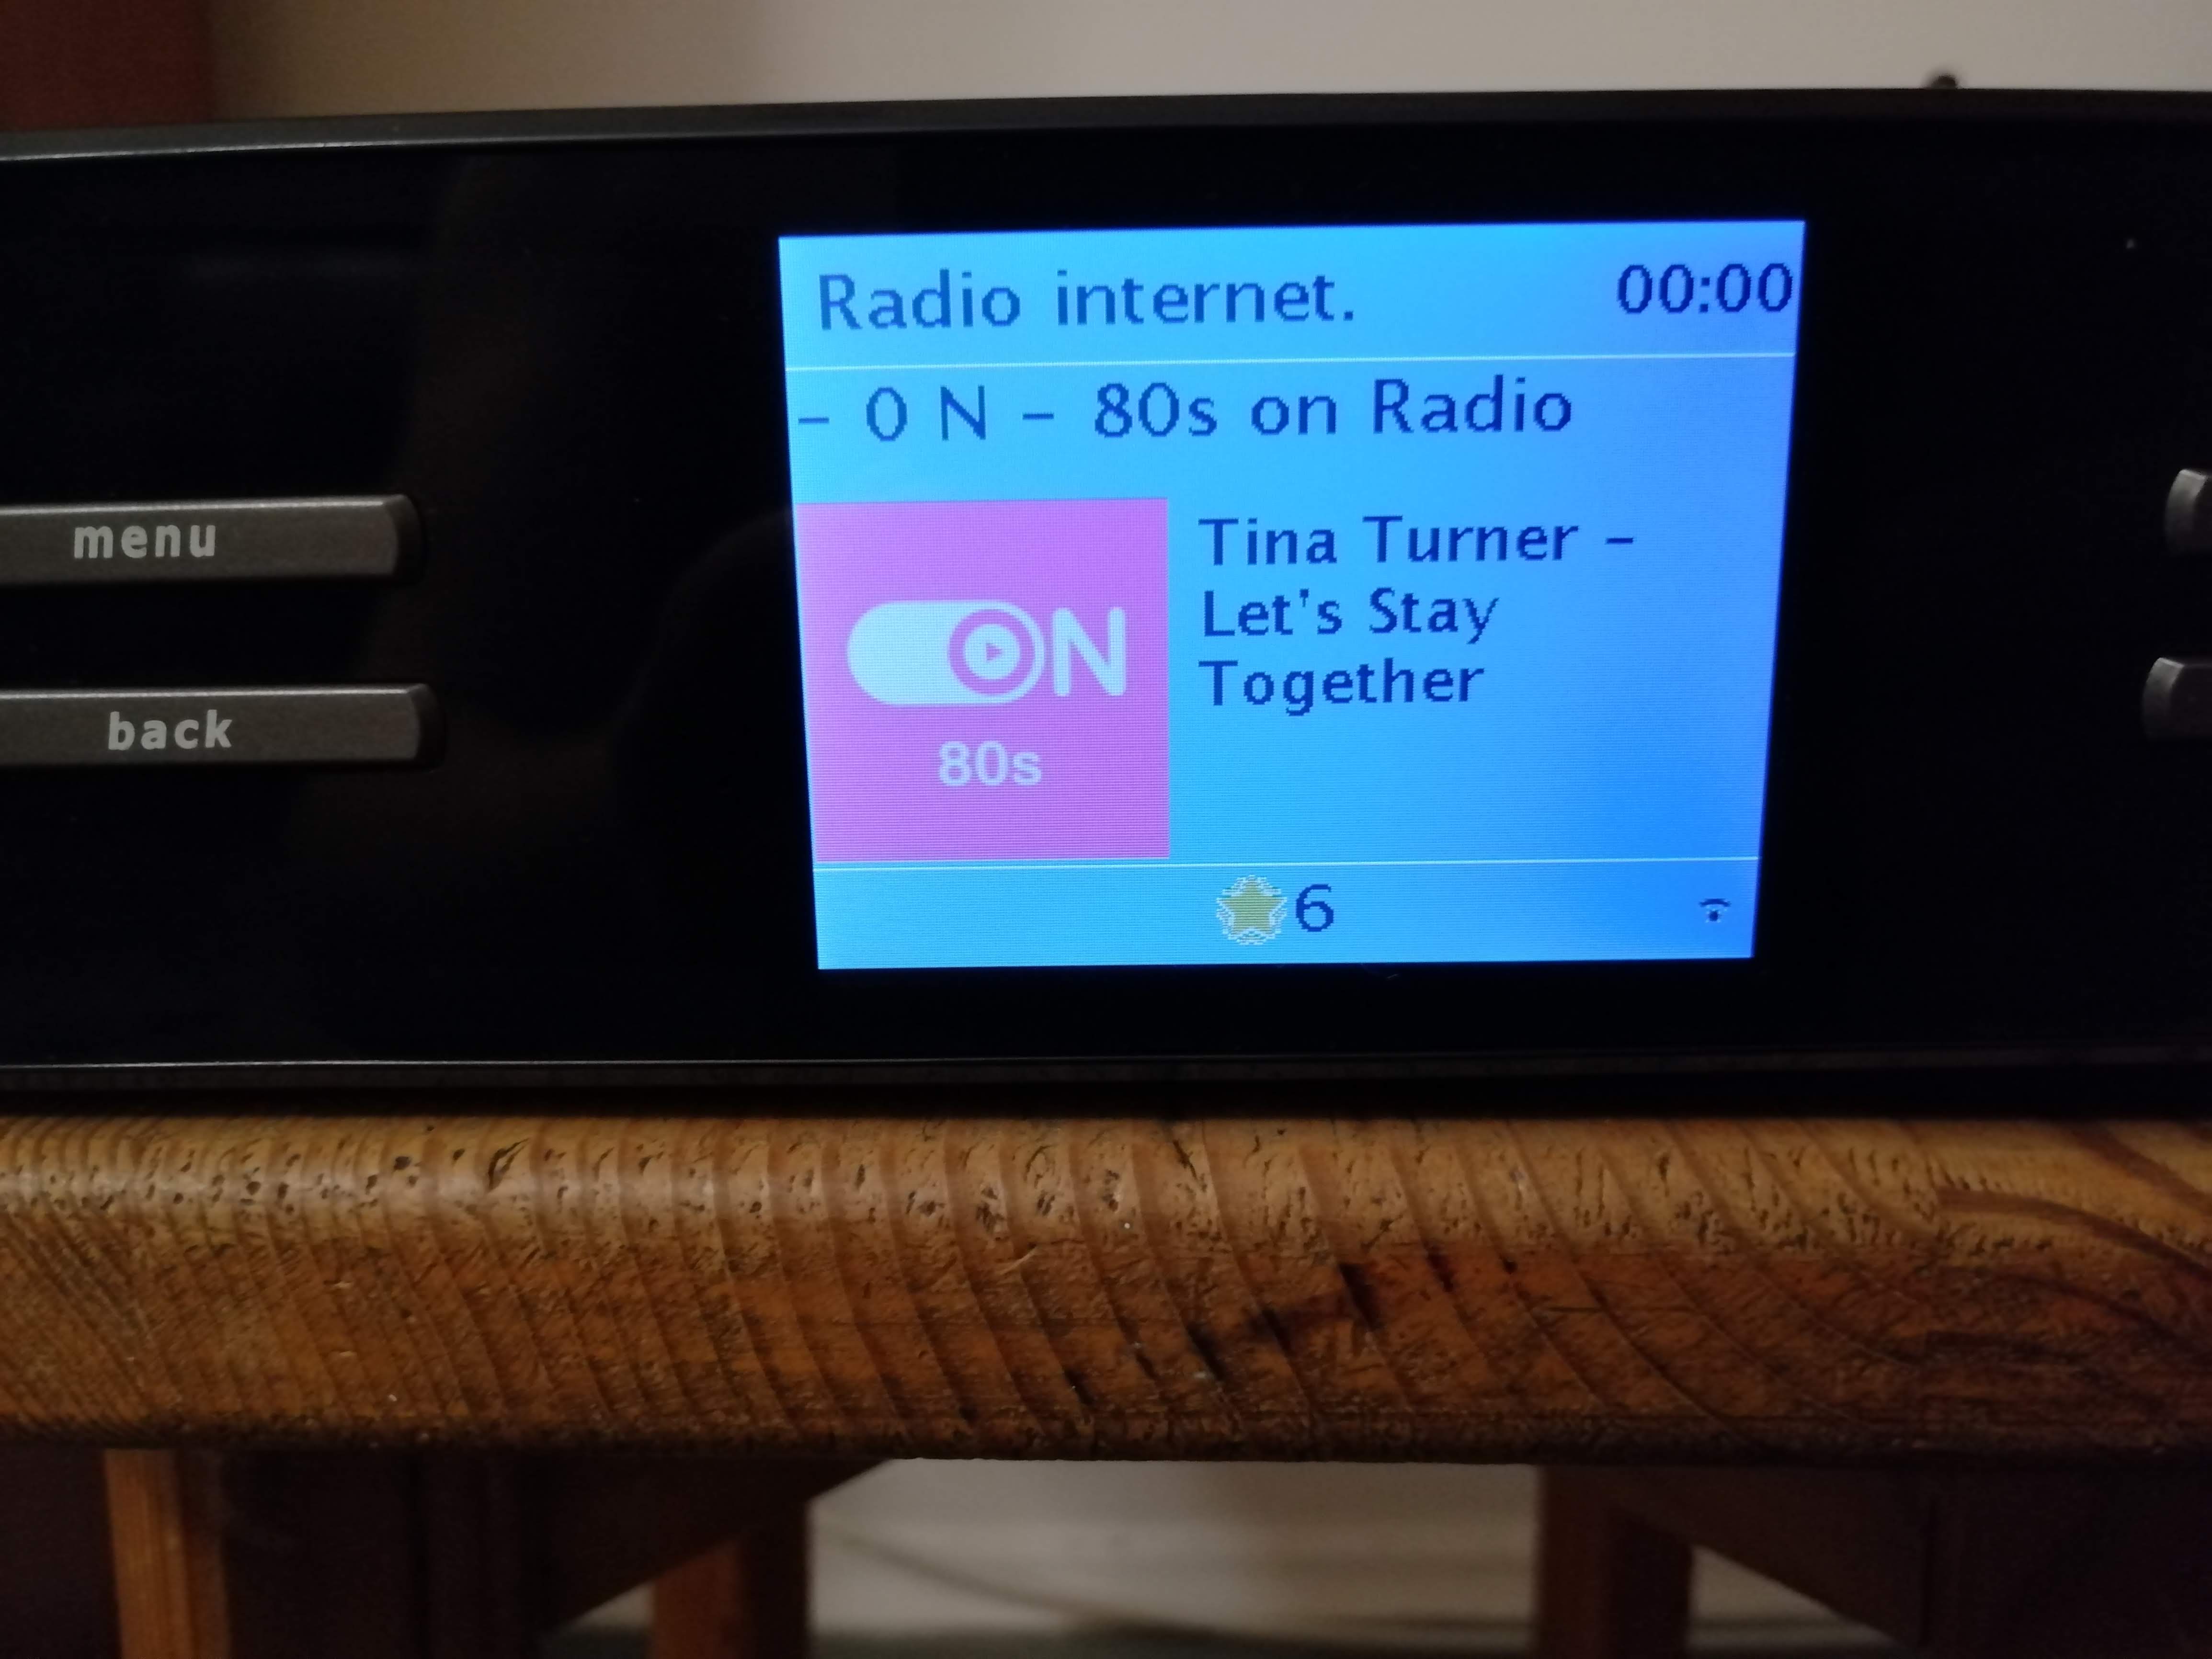 Radio internet. 00:00
- 0 N - 80s on Radio
menu
Tina Turner -
Let's Stay
Together
ON
80s
back
6